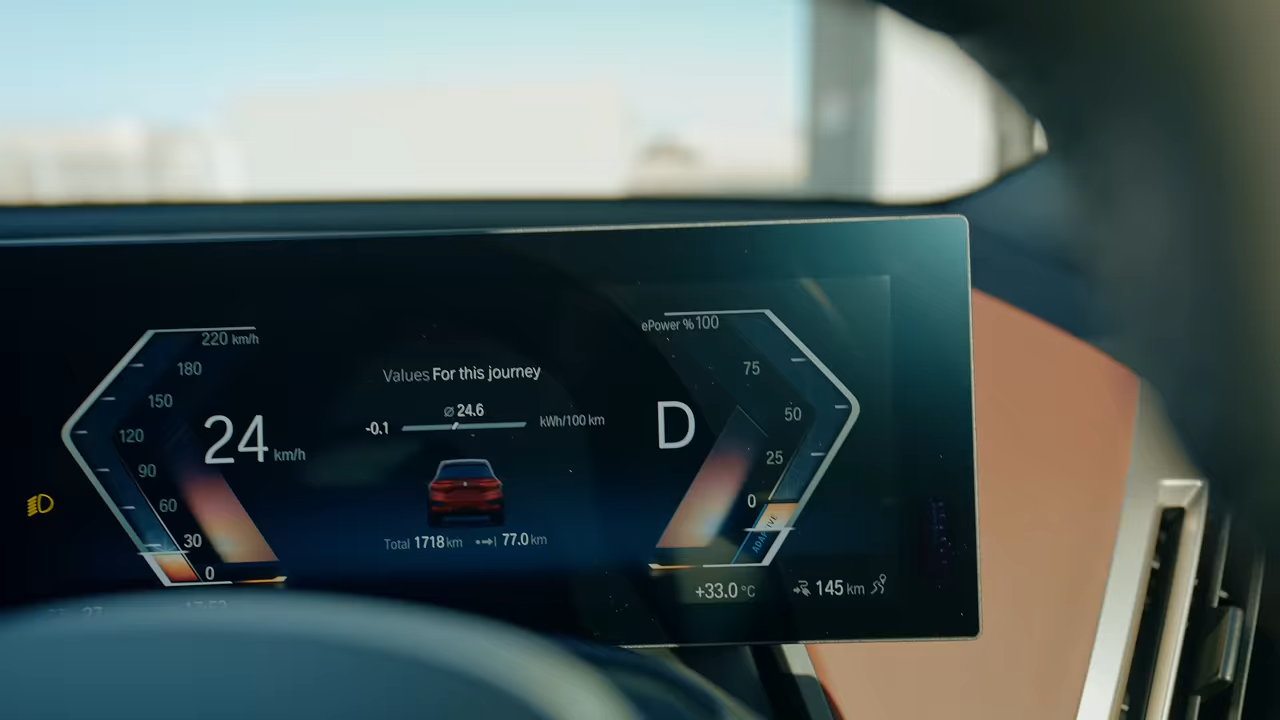 220 km/h
180
150
120
90
60
30
0
24 km/h
Values For this journey
⌀ 24.6
-0.1
kWh/100 km
Total 1718 km
77.0 km
ePower % 100
75
50
25
0
D
+33.0 °C
145 km